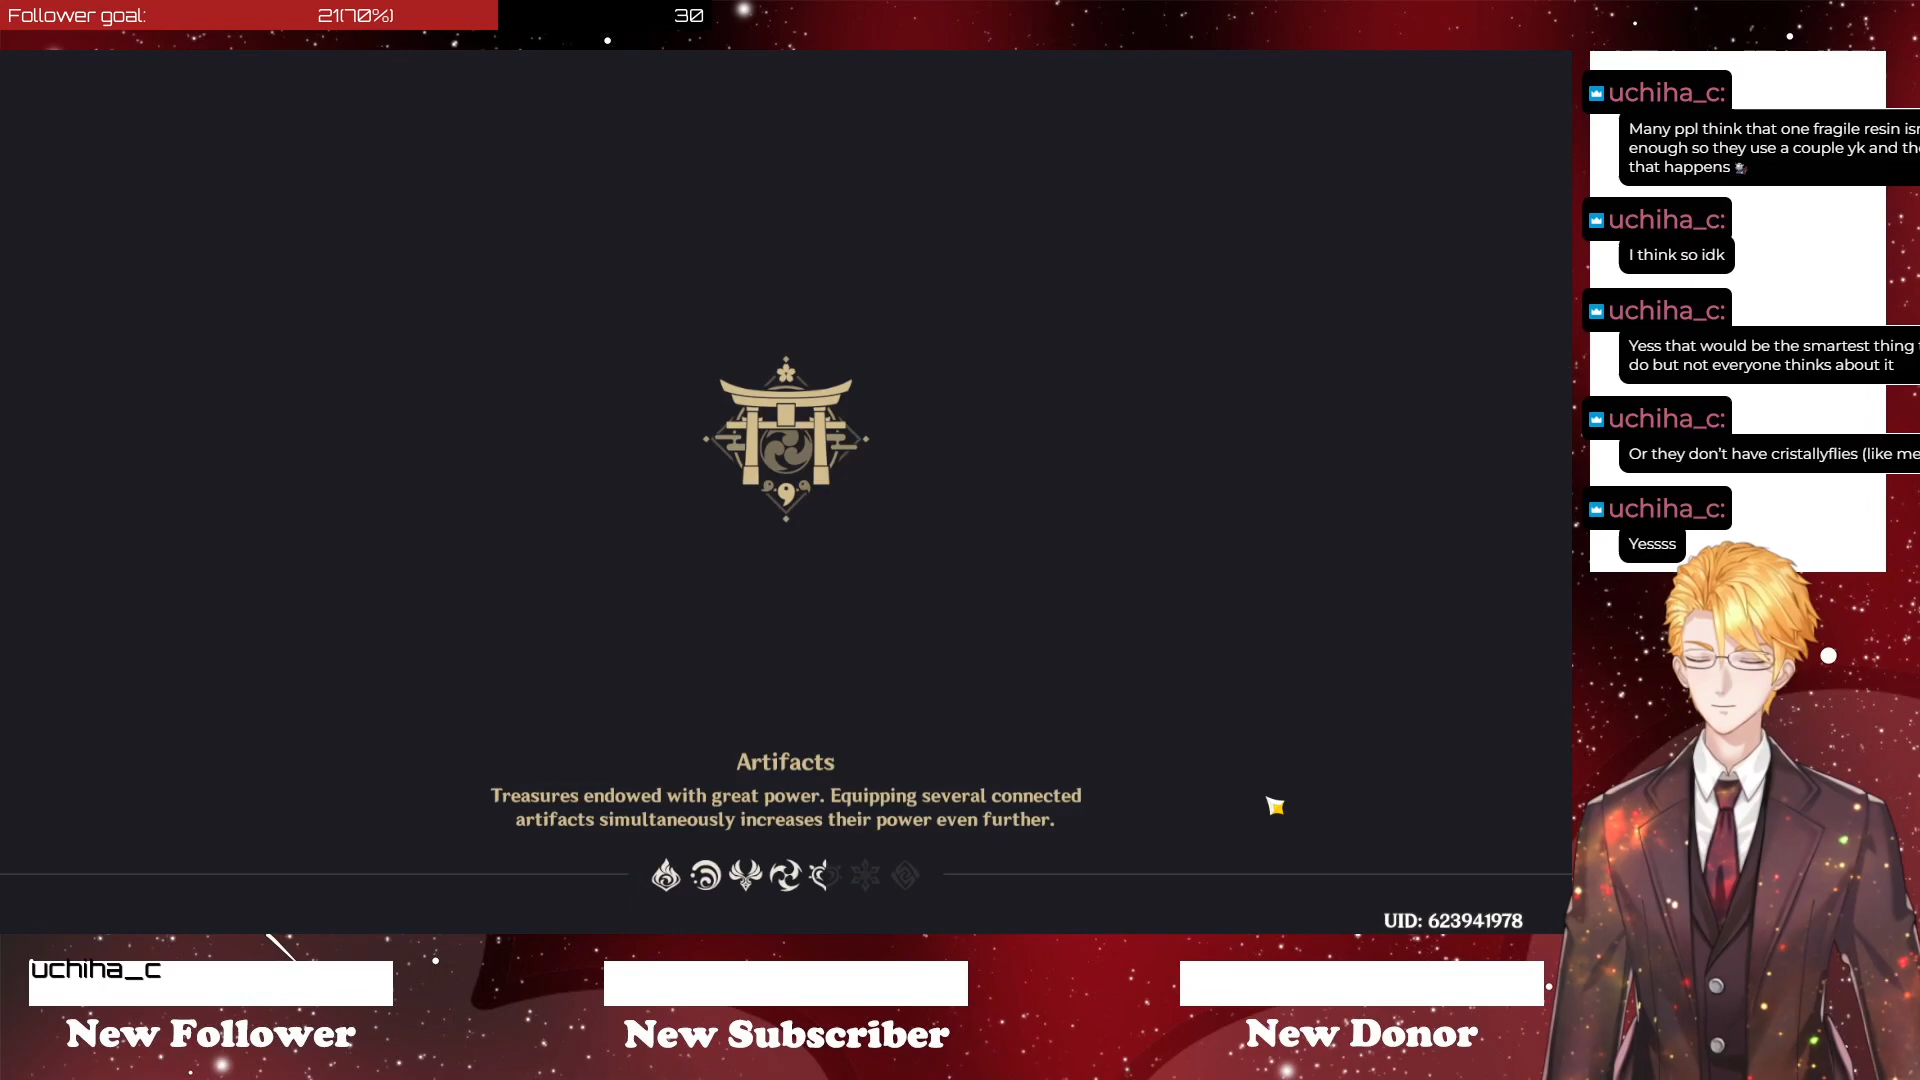 Follower goal: 21(70%) 30
uchiha_c:
Many ppl think that one fragile resin isn
enough so they use a couple yk and the
that happens
uchiha_c:
I think so idk
uchiha_c:
Yess that would be the smartest thing t
do but not everyone thinks about it
uchiha_c:
Or they don't have cristallyflies (like me
uchiha_c:
Yessss
Artifacts
Treasures endowed with great power. Equipping several connected
artifacts simultaneously increases their power even further.
UID: 623941978
uchiha_c
New Follower
New Subscriber
New Donor